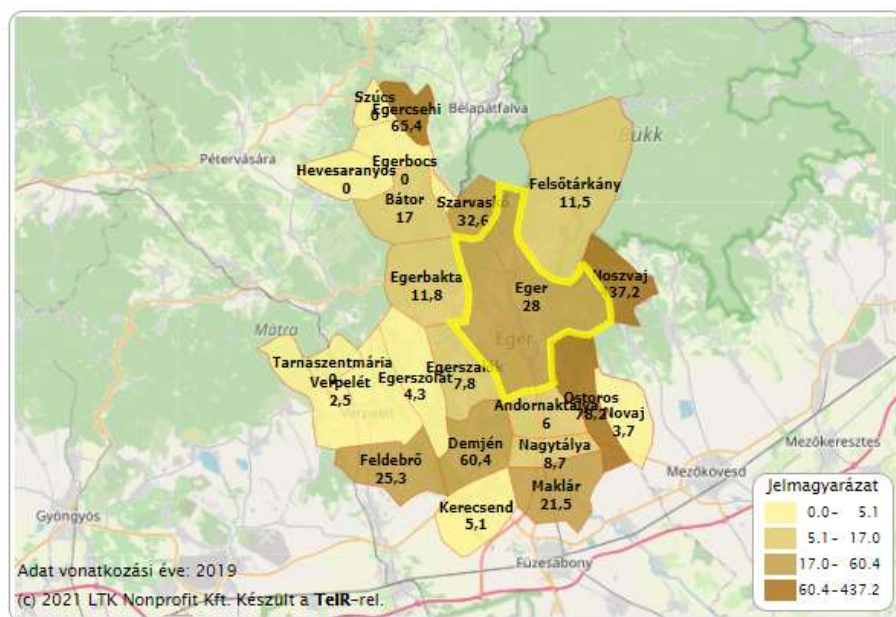 Szúcs
0
Egercsehi
65,4
Bélapátfalva
Bükk
Pétervására
Hevesaranyos
0
Egerbocs
0
Felsőtárkány
11,5
Bátor
17
Szarvaskő
32,6
Noszvaj
437,2
Egerbakta
11,8
Eger
28
Eger
Mátra
Tarnaszentmária
0
Verpelét
2,5
Verpelét
Egerszólát
4,3
Egerszalók
7,8
Ostoros
78,2
Andornaktálya
6
Novaj
3,7
Mezőkeresztes
Demjén
60,4
Nagytálya
8,7
Feldebrő
25,3
Mezőkövesd
Maklár
21,5
Kerecsend
5,1
Gyöngyös
Füzesabony
Jelmagyarázat
0.0- 5.1
5.1- 17.0
17.0- 60.4
60.4-437.2
Adat vonatkozási éve: 2019
(c) 2021 LTK Nonprofit Kft. Készült a TeIR-rel.